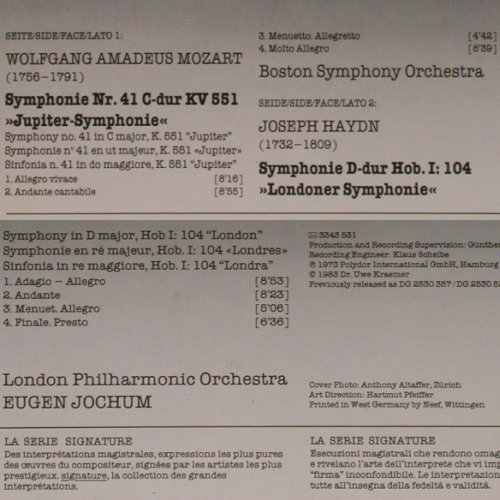 SEITE/SIDE/FACE/LATO 1:
WOLFGANG AMADEUS MOZART
(1756–1791)
Symphonie Nr. 41 C-dur KV 551
»Jupiter-Symphonie«
Symphony no. 41 in C major, K. 551 “Jupiter”
Symphonie n° 41 en ut majeur, K. 551 «Jupiter»
Sinfonia n. 41 in do maggiore, K. 551 “Jupiter”
1. Allegro vivace [8'16]
2. Andante cantabile [8'55]
3. Menuetto. Allegretto [4'42]
4. Molto Allegro [8'39]
Boston Symphony Orchestra
SEIDE/SIDE/FACE/LATO 2:
JOSEPH HAYDN
(1732–1809)
Symphonie D-dur Hob. I: 104
»Londoner Symphonie«
Symphony in D major, Hob I: 104 “London”
Symphonie en ré majeur, Hob. I: 104 «Londres»
Sinfonia in re maggiore, Hob. I: 104 “Londra”
1. Adagio – Allegro [8'53]
2. Andante [8'23]
3. Menuet. Allegro [5'06]
4. Finale. Presto [6'36]
London Philharmonic Orchestra
EUGEN JOCHUM
3343 531
Production and Recording Supervision: Günther
Recording Engineer: Klaus Scheibe
℗ 1973 Polydor International GmbH, Hamburg
© 1983 Dr. Uwe Kraemer
Previously released as DG 2530 357 / DG 2530 52
Cover Photo: Anthony Altaffer, Zürich
Art Direction: Hartmut Pfeiffer
Printed in West Germany by Neef, Wittingen
LA SERIE SIGNATURE
Des interprétations magistrales, expressions les plus pures
des œuvres du compositeur, signées par les artistes les plus
prestigieux. signature, la collection des grandes
interprétations.
LA SERIE SIGNATURE
Esecuzioni magistrali che rendono omag
e rivelano l'arte dell'interprete che vi imp
“firma” inconfondibile. Le interpretazion
tutte all'insegna della fedeltà e validità.